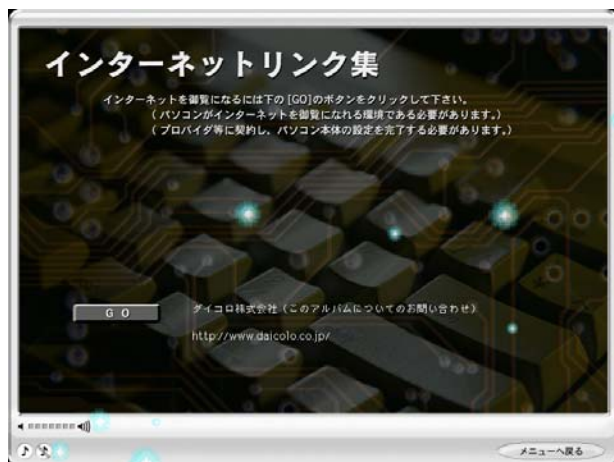 インターネットリンク集
インターネットを御覧になるには下の [GO]のボタンをクリックして下さい。
（パソコンがインターネットを御覧になれる環境である必要があります。）
（プロバイダ等に契約し、パソコン本体の設定を完了する必要があります。）
GO
ダイコロ株式会社（このアルバムについてのお問い合わせ）
http://www.daicolo.co.jp/
メニューへ戻る